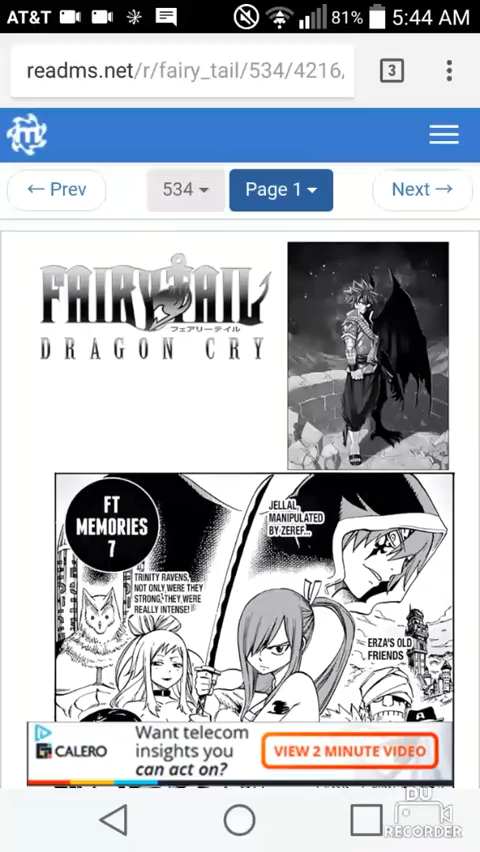 AT&T 81% 5:44 AM
readms.net/r/fairy_tail/534/4216,
3
← Prev 534 Page 1 Next →
FAIRY TAIL
フェアリーテイル
DRAGON CRY
FT
MEMORIES
7
JELLAL,
MANIPULATED
BY ZEREF...
TRINITY RAVENS,
NOT ONLY WERE THEY
STRONG, THEY WERE
REALLY INTENSE!
ERZA'S OLD
FRIENDS
CALERO
Want telecom
insights you
can act on?
VIEW 2 MINUTE VIDEO
DU
RECORDER